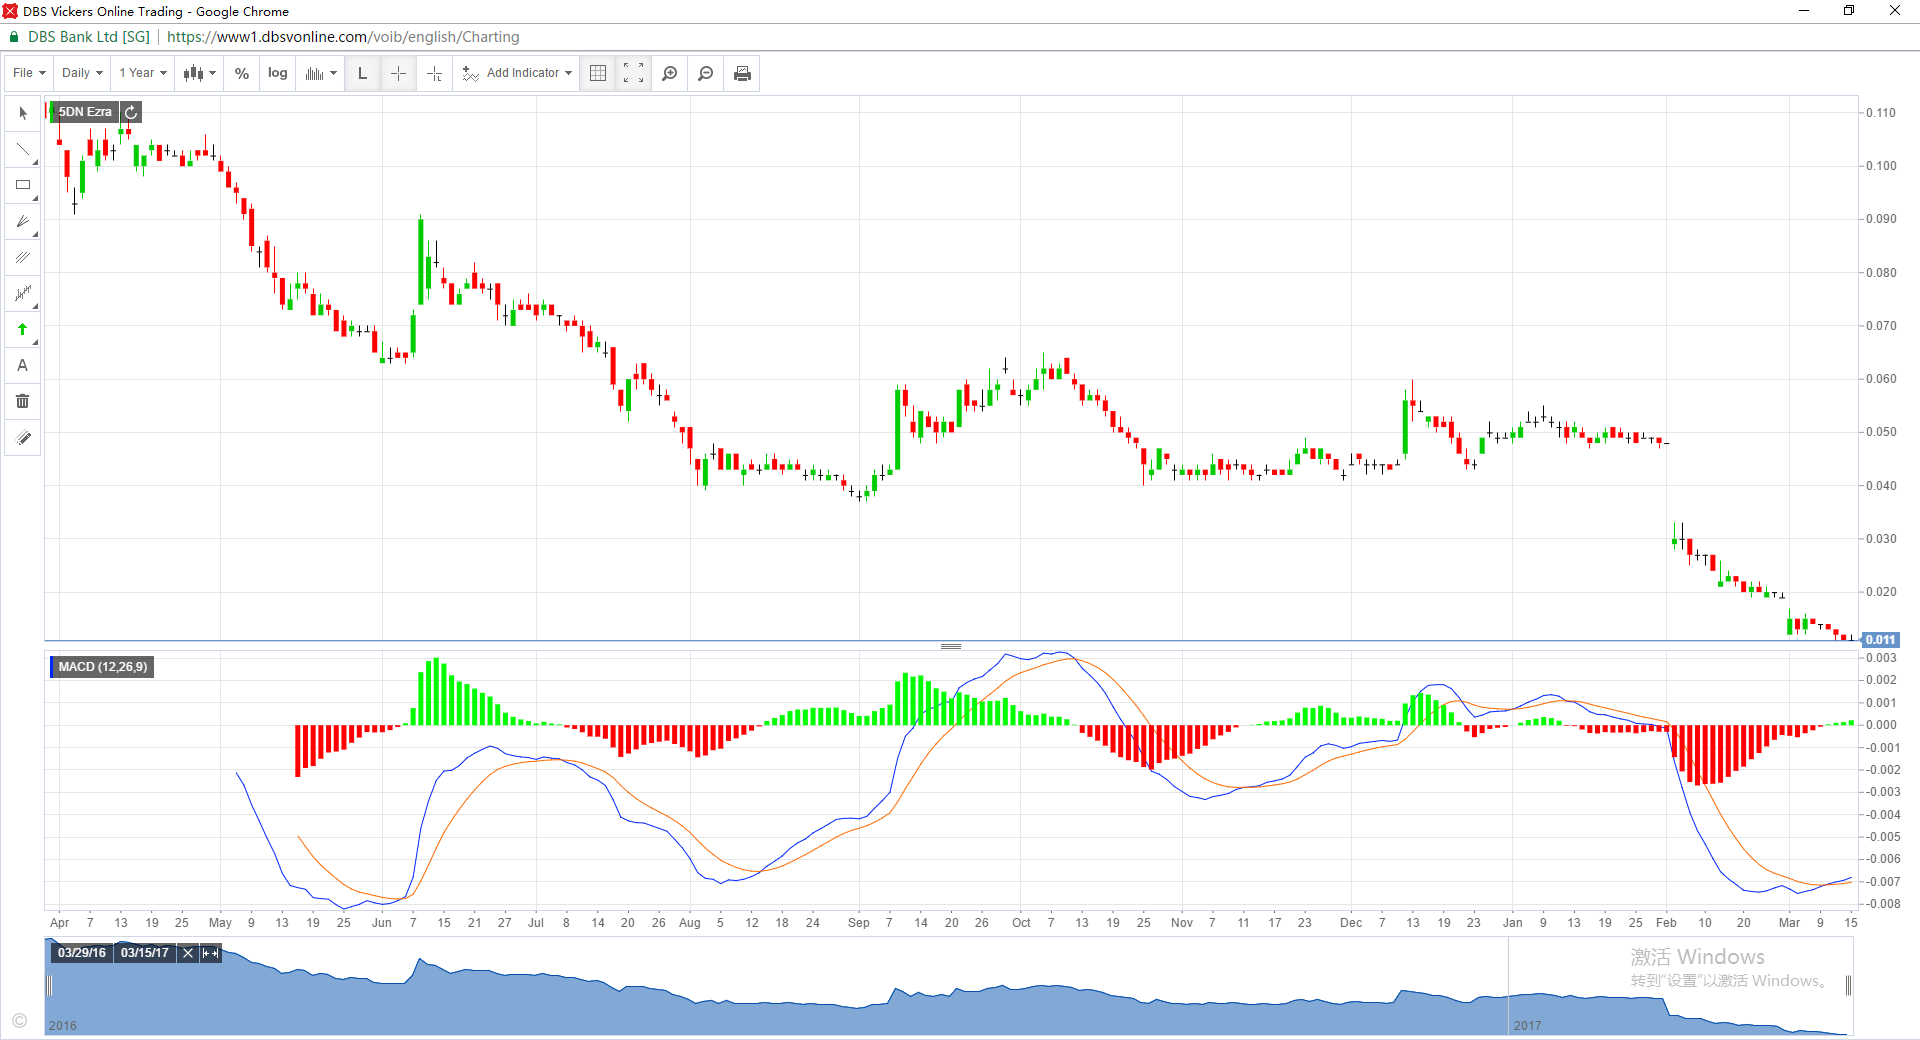 DBS Vickers Online Trading - Google Chrome
DBS Bank Ltd [SG] | https://www1.dbsvonline.com/voib/english/Charting
File Daily 1 Year % log L Add Indicator
5DN Ezra
A
0.110
0.100
0.090
0.080
0.070
0.060
0.050
0.040
0.030
0.020
0.011
MACD (12,26,9)
0.003
0.002
0.001
0.000
-0.001
-0.002
-0.003
-0.004
-0.005
-0.006
-0.007
-0.008
Apr 7 13 19 25 May 9 13 19 25 Jun 7 15 21 27 Jul 8 14 20 26 Aug 12 18 24 Sep 7 14 20 26 Oct 7 13 19 25 Nov 7 11 17 23 Dec 7 13 19 23 Jan 9 13 19 25 Feb 10 20 Mar 9 15
03/29/16 03/15/17
激活 Windows
转到“设置”以激活 Windows。
2016 2017
©